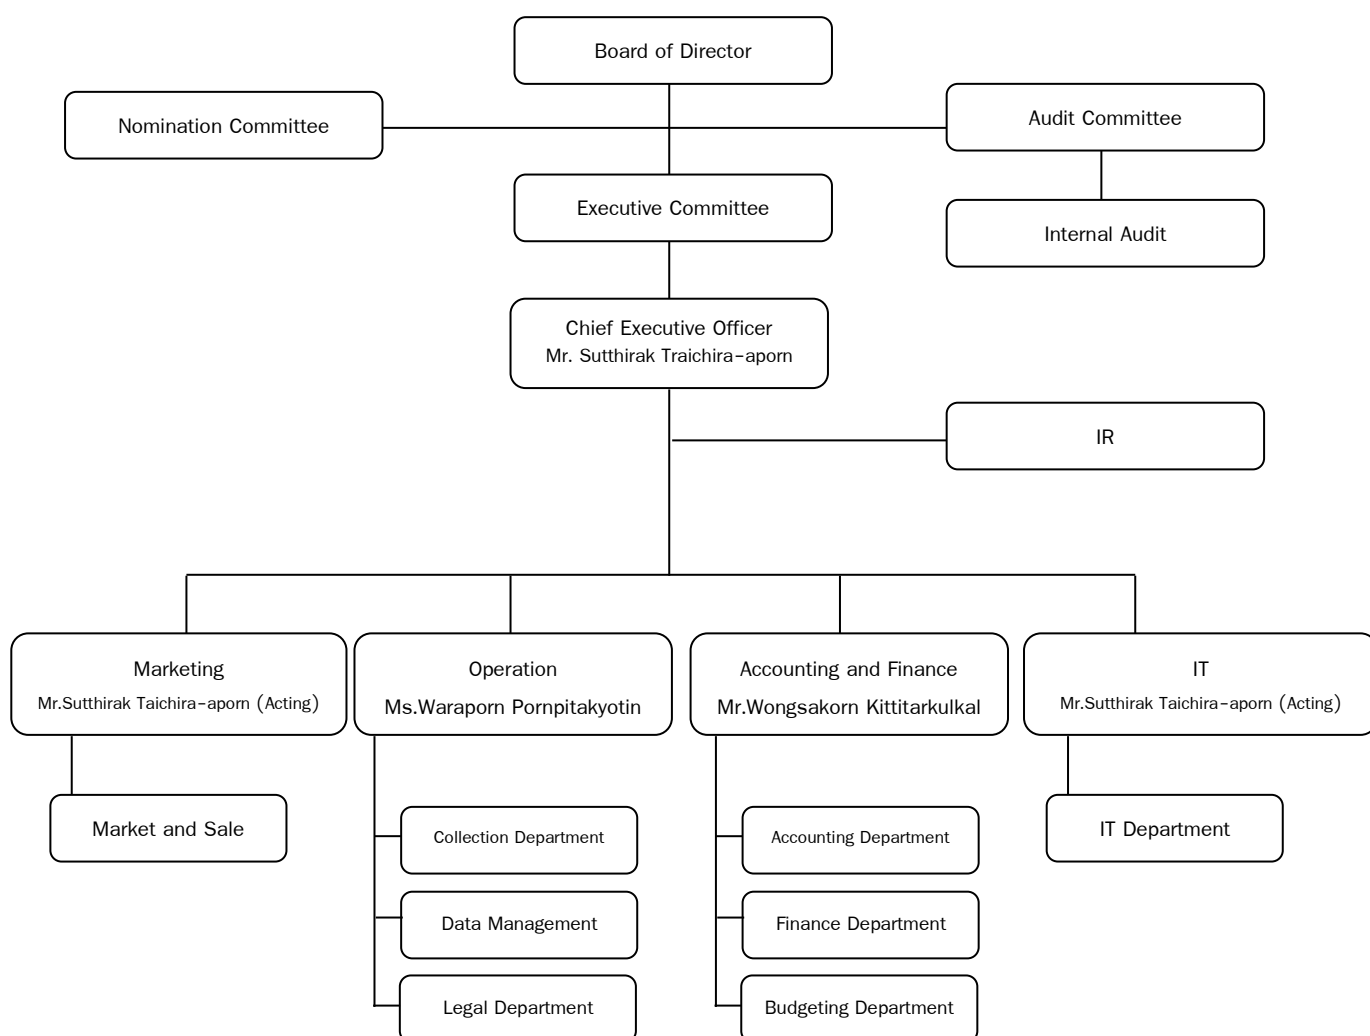 Board of Director
Nomination Committee
Audit Committee
Executive Committee
Internal Audit
Chief Executive Officer
Mr. Sutthirak Traichira-aporn
IR
Marketing
Mr.Sutthirak Taichira-aporn (Acting)
Operation
Ms.Waraporn Pornpitakyotin
Accounting and Finance
Mr.Wongsakorn Kittitarkulkal
IT
Mr.Sutthirak Taichira-aporn (Acting)
Market and Sale
Collection Department
Accounting Department
IT Department
Data Management
Finance Department
Legal Department
Budgeting Department